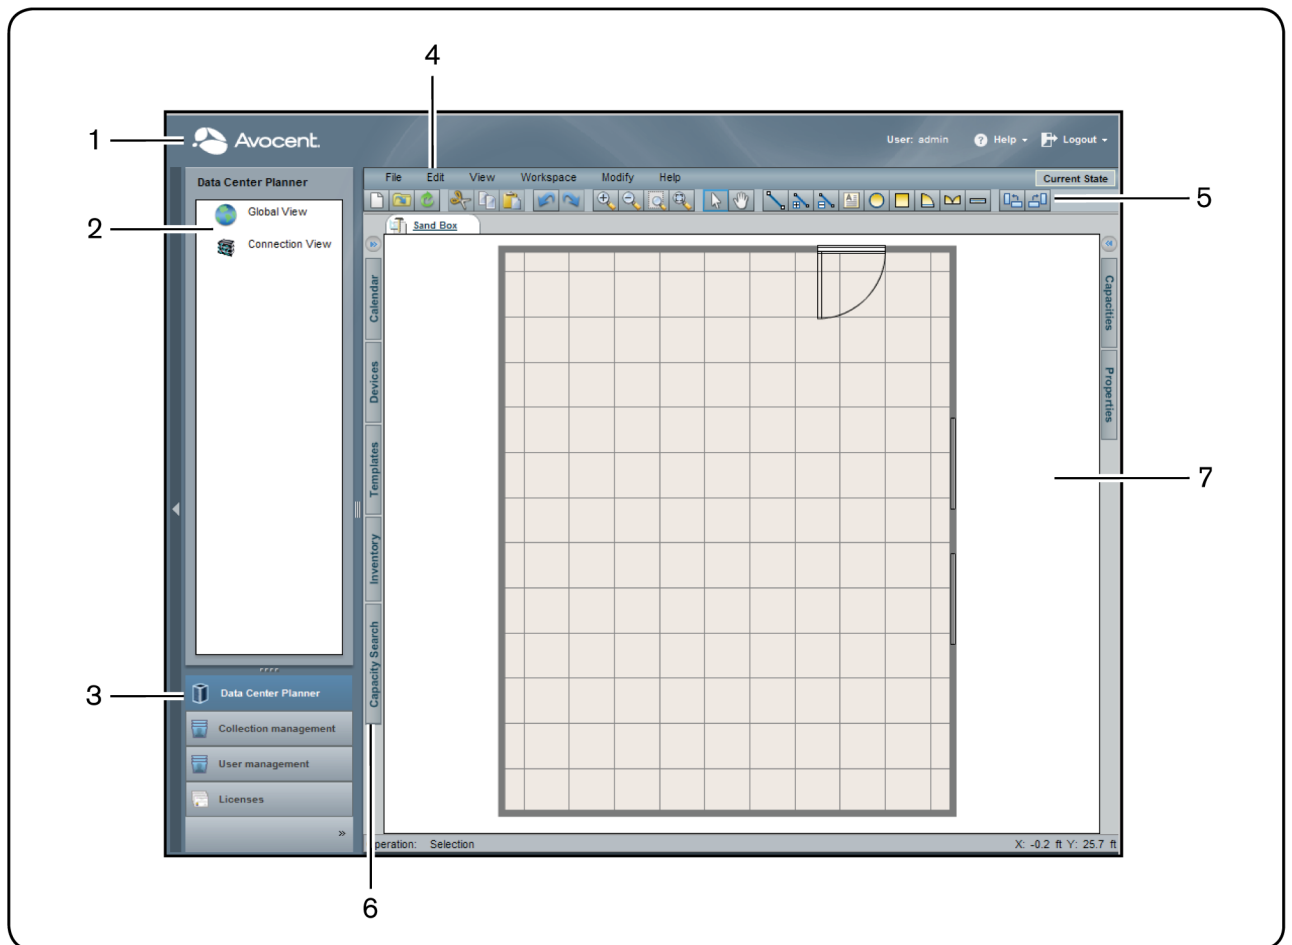 4
1
Avocent.
User: admin
? Help
Logout
Data Center Planner
File Edit View Workspace Modify Help
Current State
5
2
Global View
Connection View
Sand Box
Calendar
Devices
Templates
Inventory
Capacity Search
Capacities
Properties
7
3
Data Center Planner
Collection management
User management
Licenses
»
peration: Selection
X: -0.2 ft Y: 25.7 ft
6